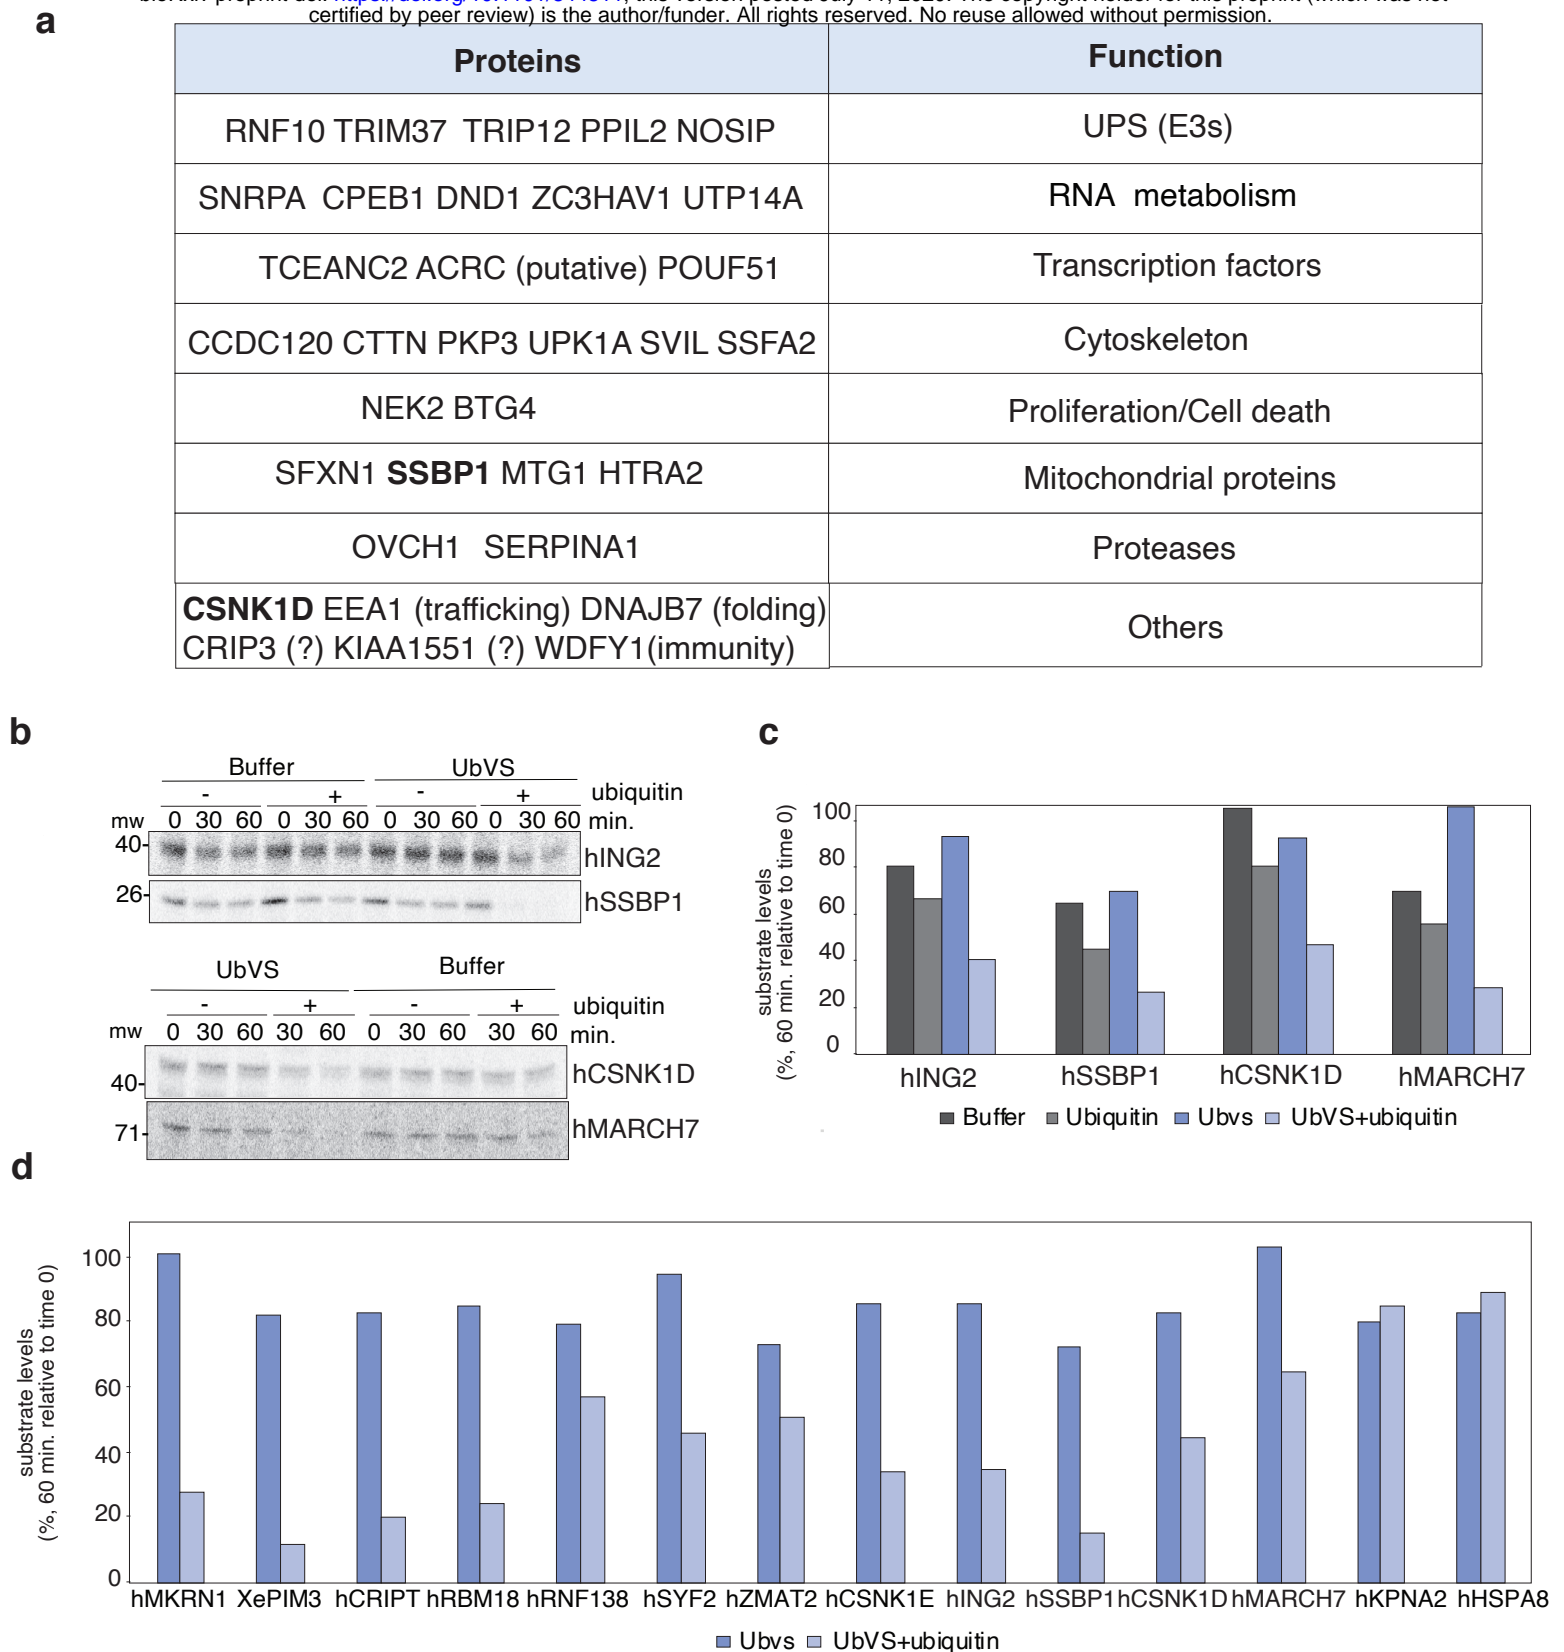 certified by peer review) is the author/funder. All rights reserved. No reuse allowed without permission.
a
Proteins Function
RNF10 TRIM37 TRIP12 PPIL2 NOSIP UPS (E3s)
SNRPA CPEB1 DND1 ZC3HAV1 UTP14A RNA metabolism
TCEANC2 ACRC (putative) POUF51 Transcription factors
CCDC120 CTTN PKP3 UPK1A SVIL SSFA2 Cytoskeleton
NEK2 BTG4 Proliferation/Cell death
SFXN1 SSBP1 MTG1 HTRA2 Mitochondrial proteins
OVCH1 SERPINA1 Proteases
CSNK1D EEA1 (trafficking) DNAJB7 (folding)
CRIP3 (?) KIAA1551 (?) WDFY1(immunity)
Others
b
Buffer UbVS
- + - + ubiquitin
mw 0 30 60 0 30 60 0 30 60 0 30 60 min.
40- hING2
26- hSSBP1
UbVS Buffer
- + - + ubiquitin
mw 0 30 60 30 60 0 30 60 30 60 min.
40- hCSNK1D
71- hMARCH7
c
substrate levels
(%, 60 min. relative to time 0)
100
80
60
40
20
0
hING2 hSSBP1 hCSNK1D hMARCH7
Buffer Ubiquitin Ubvs UbVS+ubiquitin
d
substrate levels
(%, 60 min. relative to time 0)
100
80
60
40
20
0
hMKRN1 XePIM3 hCRIPT hRBM18 hRNF138 hSYF2 hZMAT2 hCSNK1E hING2 hSSBP1 hCSNK1D hMARCH7 hKPNA2 hHSPA8
Ubvs UbVS+ubiquitin